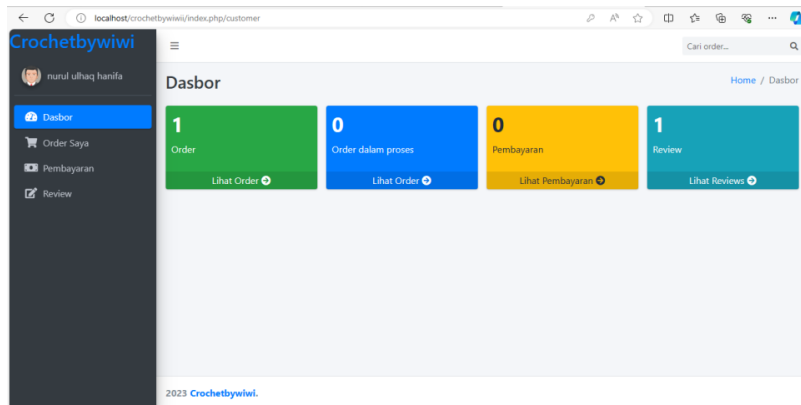 localhost/crochetbywiwii/index.php/customer
Crochetbywiwi
Cari order...
nurul ulhaq hanifa
Dasbor
Home / Dasbor
Dasbor
Order Saya
Pembayaran
Review
1
Order
Lihat Order
0
Order dalam proses
Lihat Order
0
Pembayaran
Lihat Pembayaran
1
Review
Lihat Reviews
2023 Crochetbywiwi.